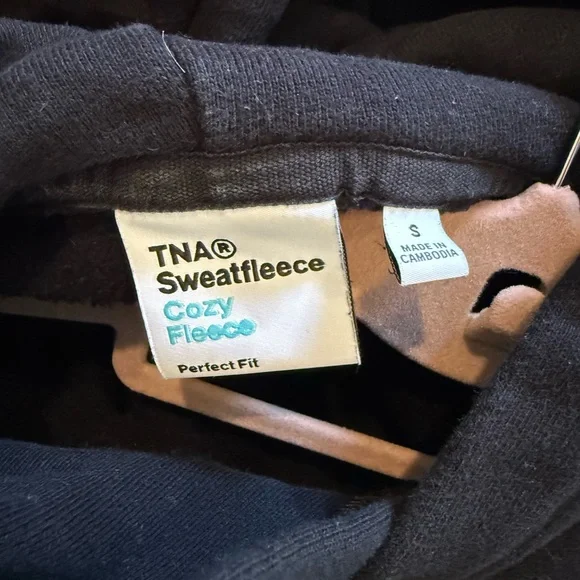 TNA®
Sweatfleece
Cozy
Fleece
Perfect Fit
S
MADE IN
CAMBODIA